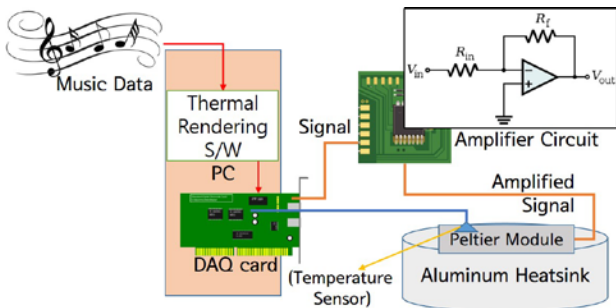 Music Data
Thermal
Rendering
S/W
PC
DAQ card
Signal
Rin
Rf
Vin
Vout
Amplifier Circuit
Amplified
Signal
Peltier Module
Aluminum Heatsink
(Temperature
Sensor)